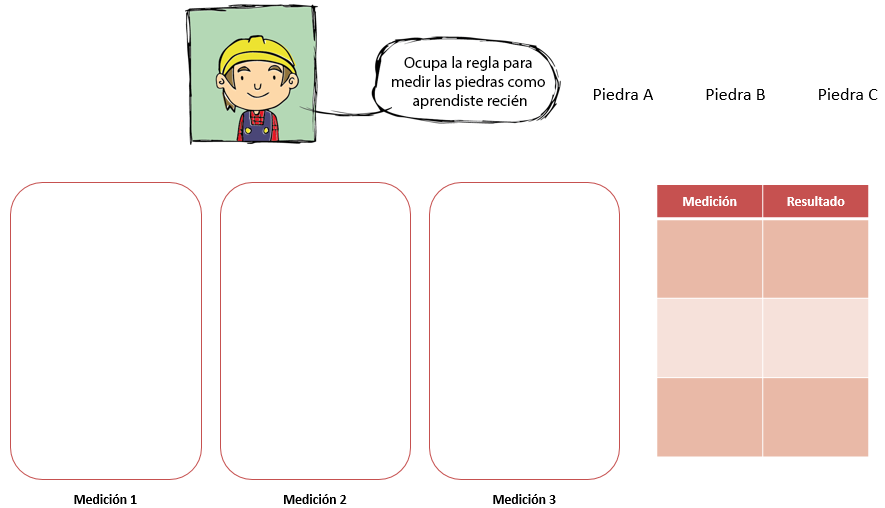 Ocupa la regla para
medir las piedras como
aprendiste recién
Piedra A
Piedra B
Piedra C
Medición
Resultado
Medición 1
Medición 2
Medición 3